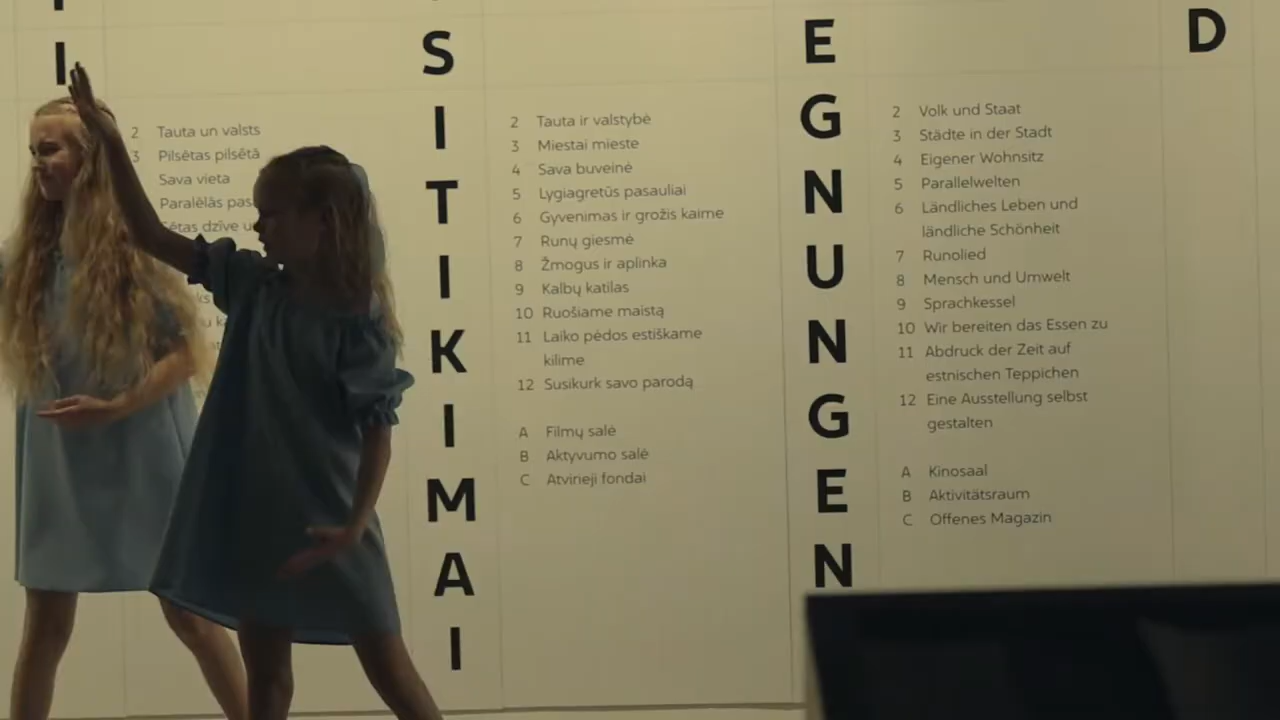 I
2 Tauta un valsts
3 Pilsētas pilsētā
Sava vieta
S
I
T
I
K
I
M
A
I
2 Tauta ir valstybė
3 Miestai mieste
4 Sava buveinė
5 Lygiagretūs pasauliai
6 Gyvenimas ir grožis kaime
7 Runų giesmė
8 Žmogus ir aplinka
9 Kalbų katilas
10 Ruošiame maistą
11 Laiko pėdos estiškame
kilime
12 Susikurk savo parodą
A Filmų salė
B Aktyvumo salė
C Atvirieji fondai
E
G
N
U
N
G
E
N
2 Volk und Staat
3 Städte in der Stadt
4 Eigener Wohnsitz
5 Parallelwelten
6 Ländliches Leben und
ländliche Schönheit
7 Runolied
8 Mensch und Umwelt
9 Sprachkessel
10 Wir bereiten das Essen zu
11 Abdruck der Zeit auf
estnischen Teppichen
12 Eine Ausstellung selbst
gestalten
A Kinosaal
B Aktivitätsraum
C Offenes Magazin
D